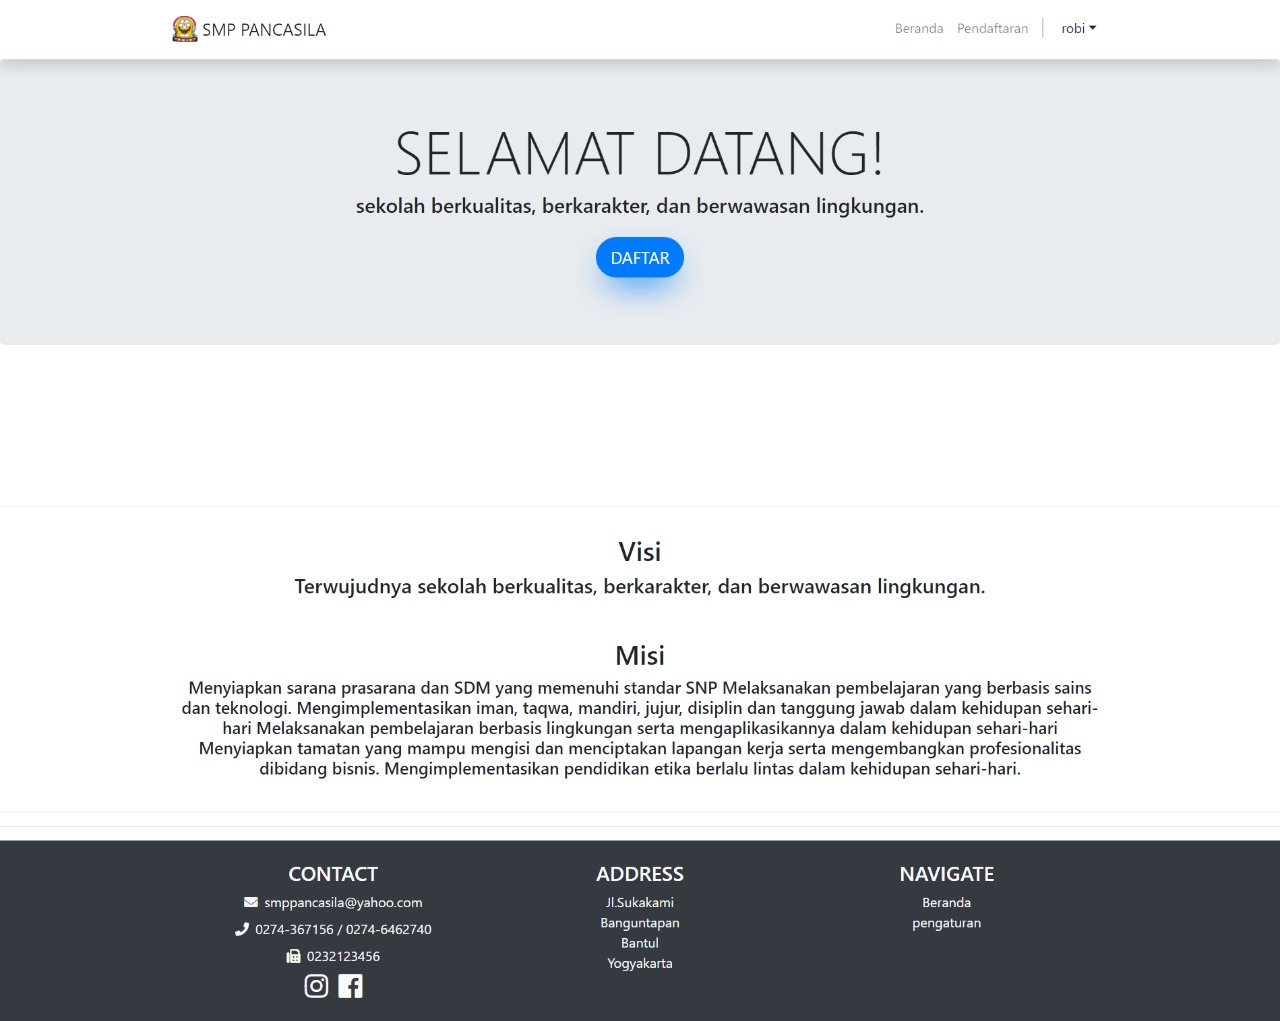 SMP PANCASILA
Beranda Pendaftaran robi
SELAMAT DATANG!
sekolah berkualitas, berkarakter, dan berwawasan lingkungan.
DAFTAR
Visi
Terwujudnya sekolah berkualitas, berkarakter, dan berwawasan lingkungan.
Misi
Menyiapkan sarana prasarana dan SDM yang memenuhi standar SNP Melaksanakan pembelajaran yang berbasis sains
dan teknologi. Mengimplementasikan iman, taqwa, mandiri, jujur, disiplin dan tanggung jawab dalam kehidupan sehari-
hari Melaksanakan pembelajaran berbasis lingkungan serta mengaplikasikannya dalam kehidupan sehari-hari
Menyiapkan tamatan yang mampu mengisi dan menciptakan lapangan kerja serta mengembangkan profesionalitas
dibidang bisnis. Mengimplementasikan pendidikan etika berlalu lintas dalam kehidupan sehari-hari.
CONTACT
smppancasila@yahoo.com
0274-367156 / 0274-6462740
0232123456
ADDRESS
Jl.Sukakami
Banguntapan
Bantul
Yogyakarta
NAVIGATE
Beranda
pengaturan